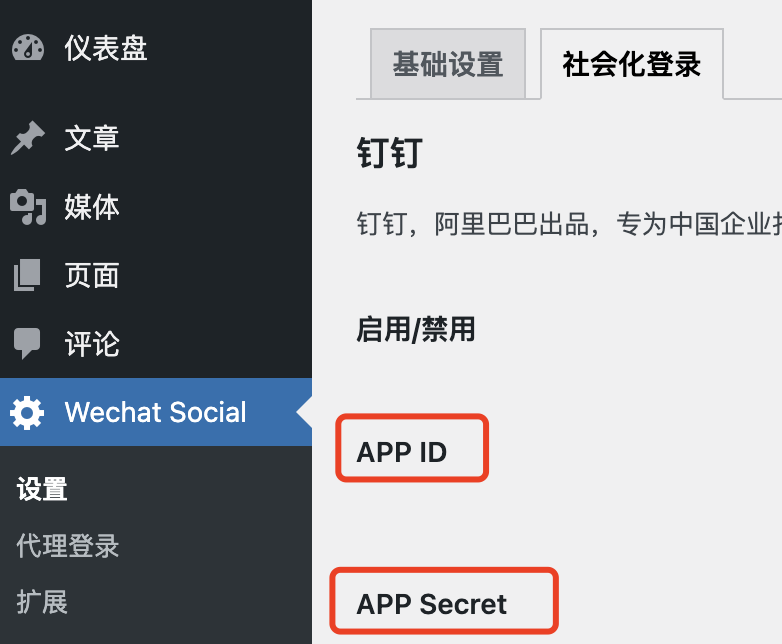 仪表盘
文章
媒体
页面
评论
Wechat Social
设置
代理登录
扩展
基础设置
社会化登录
钉钉
钉钉，阿里巴巴出品，专为中国企业
启用/禁用
APP ID
APP Secret